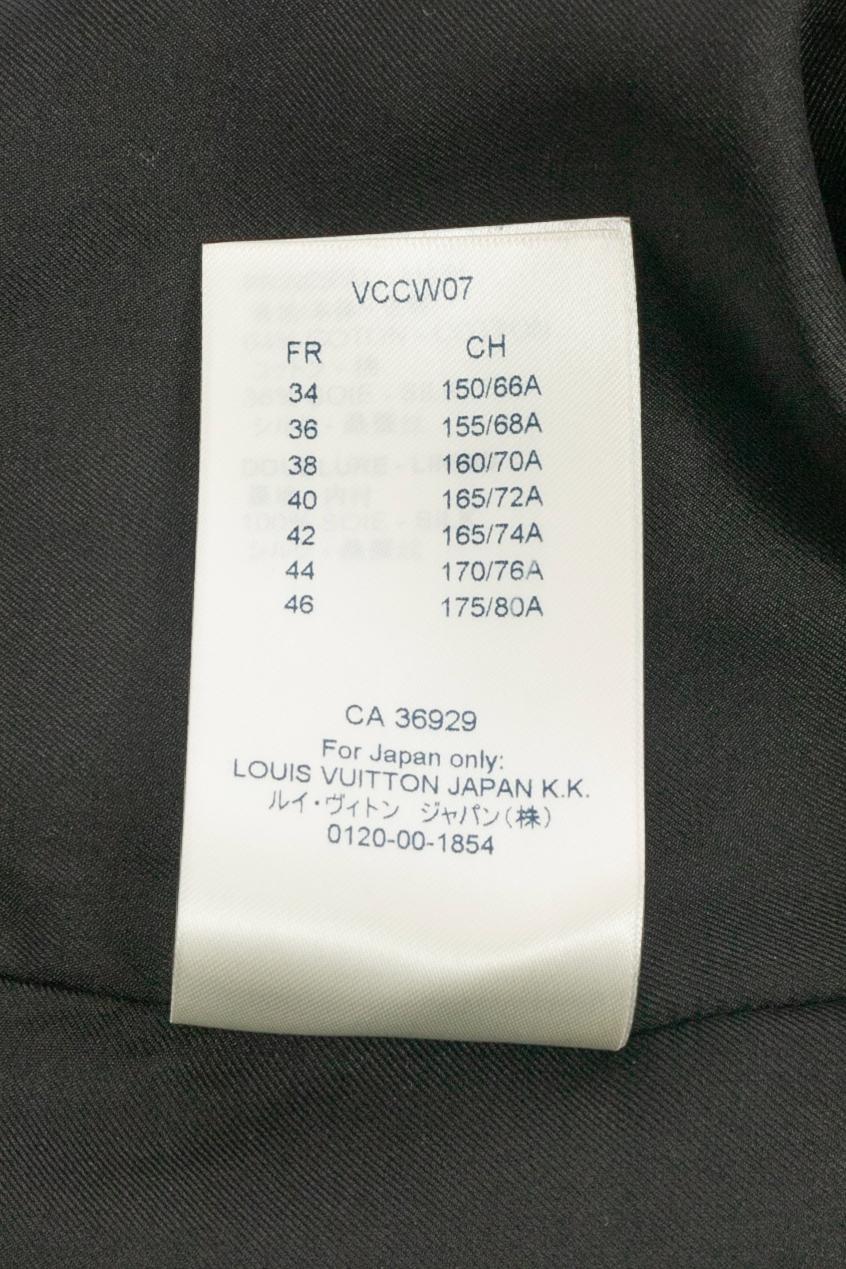 VCCW07
FR CH
34 150/66A
36 155/68A
38 160/70A
40 165/72A
42 165/74A
44 170/76A
46 175/80A
CA 36929
For Japan only:
LOUIS VUITTON JAPAN K.K.
ルイ・ヴィトン ジャパン(株)
0120-00-1854